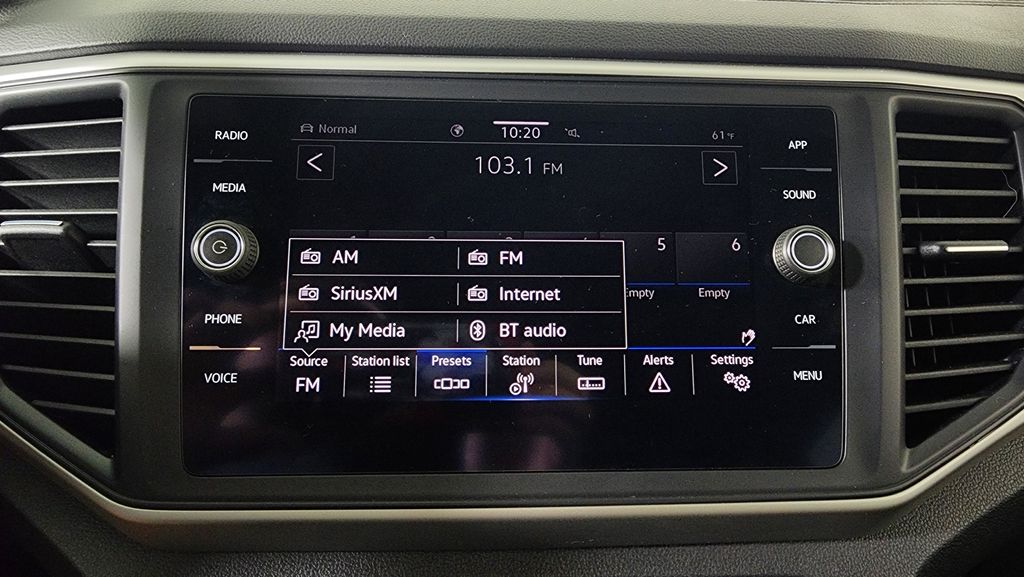 RADIO
MEDIA
PHONE
VOICE
Normal
10:20
61°F
103.1 FM
5
6
Empty
AM
FM
SiriusXM
Internet
My Media
BT audio
Source
FM
Station list
Presets
Station
Tune
Alerts
Settings
APP
SOUND
CAR
MENU